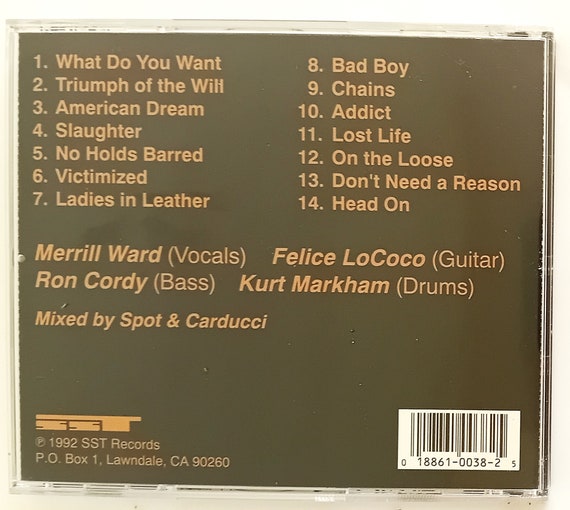 1. What Do You Want
2. Triumph of the Will
3. American Dream
4. Slaughter
5. No Holds Barred
6. Victimized
7. Ladies in Leather
8. Bad Boy
9. Chains
10. Addict
11. Lost Life
12. On the Loose
13. Don't Need a Reason
14. Head On
Merrill Ward (Vocals) Felice LoCoco (Guitar)
Ron Cordy (Bass) Kurt Markham (Drums)
Mixed by Spot & Carducci
SST
℗ 1992 SST Records
P.O. Box 1, Lawndale, CA 90260
0 18861-0038-2 5